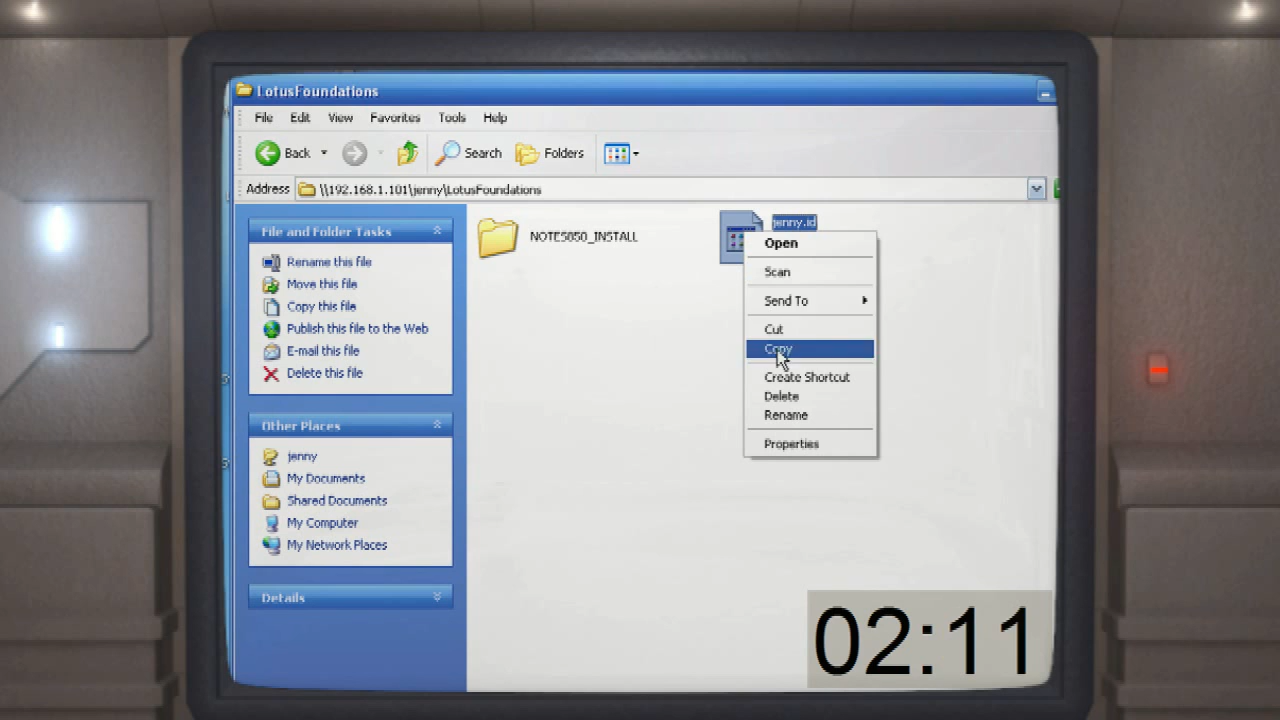 LotusFoundations
File Edit View Favorites Tools Help
Back Search Folders
Address \\192.168.1.101\jenny\LotusFoundations
File and Folder Tasks
Rename this file
Move this file
Copy this file
Publish this file to the Web
E-mail this file
Delete this file
Other Places
jenny
My Documents
Shared Documents
My Computer
My Network Places
Details
NOTE5850_INSTALL
jenny.id
Open
Scan
Send To
Cut
Copy
Create Shortcut
Delete
Rename
Properties
02:11